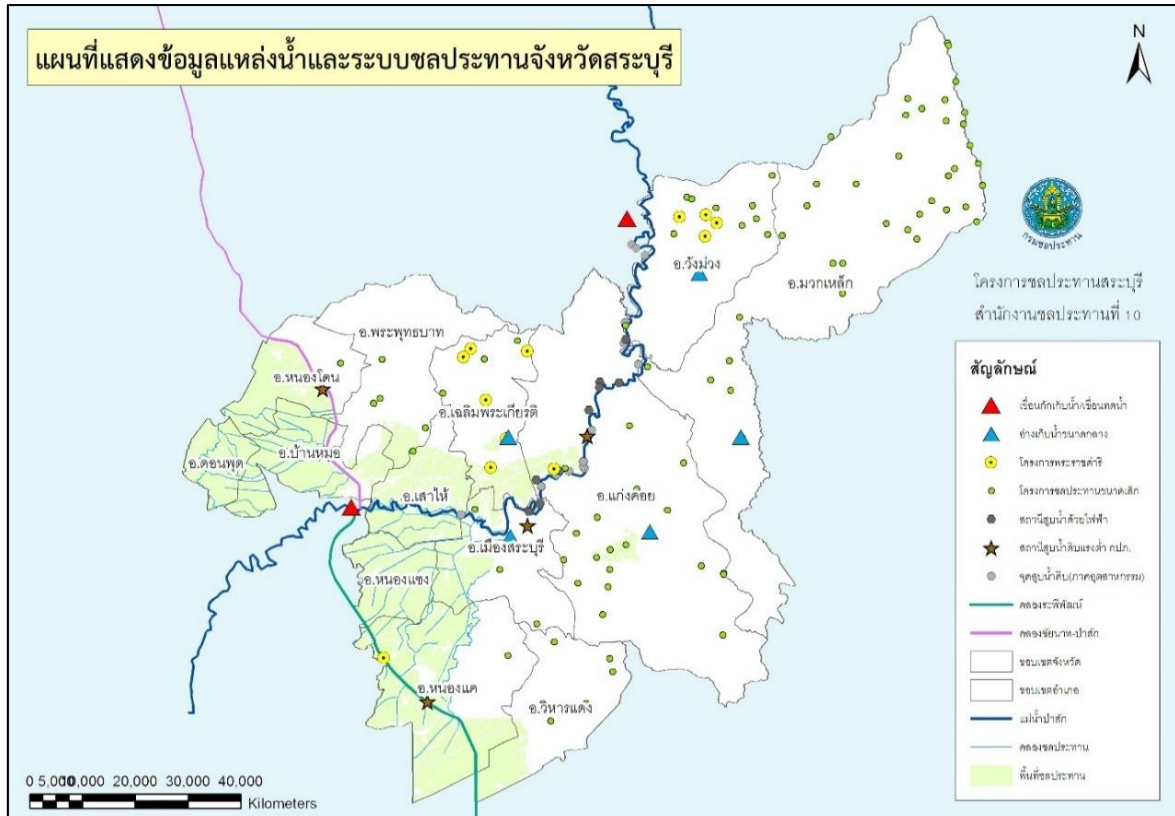 แผนที่แสดงข้อมูลแหล่งน้ำและระบบชลประทานจังหวัดสระบุรี
N
กรมชลประทาน
โครงการชลประทานสระบุรี
สำนักงานชลประทานที่ 10
อ.วังม่วง
อ.มวกเหล็ก
อ.พระพุทธบาท
อ.หนองโดน
อ.เฉลิมพระเกียรติ
อ.บ้านหมอ
อ.ดอนพุด
อ.เสาไห้
อ.แก่งคอย
อ.เมืองสระบุรี
อ.หนองแซง
อ.หนองแค
อ.วิหารแดง
สัญลักษณ์
เขื่อนกักเก็บน้ำ/เขื่อนทดน้ำ
อ่างเก็บน้ำขนาดกลาง
โครงการพระราชดำริ
โครงการชลประทานขนาดเล็ก
สถานีสูบน้ำด้วยไฟฟ้า
สถานีสูบน้ำดิบแรงต่ำ กปภ.
จุดสูบน้ำดิบ(ภาคอุตสาหกรรม)
คลองระพีพัฒน์
คลองชัยนาท-ป่าสัก
ขอบเขตจังหวัด
ขอบเขตอำเภอ
แม่น้ำป่าสัก
คลองชลประทาน
พื้นที่ชลประทาน
0 5,00010,000 20,000 30,000 40,000
Kilometers